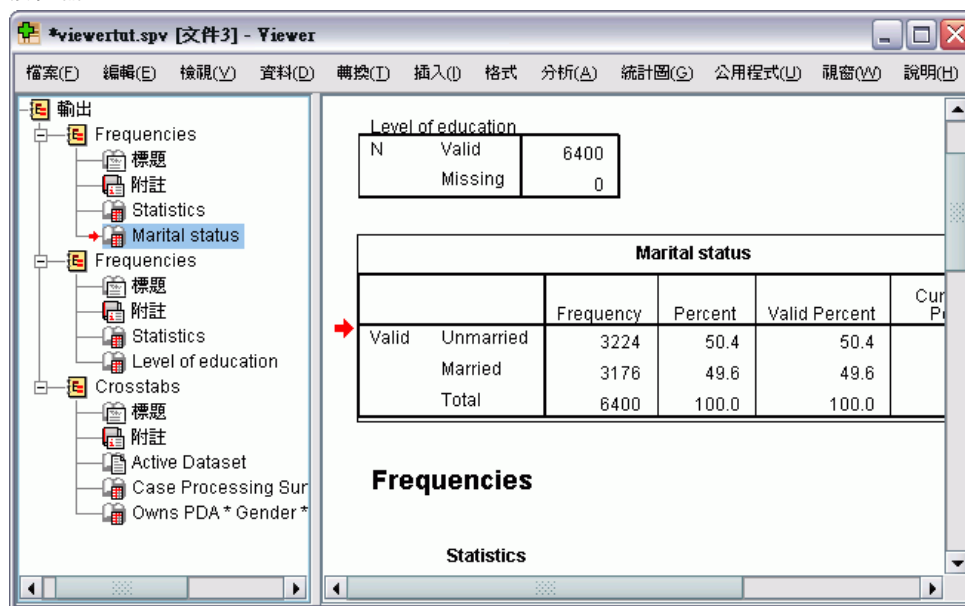 *viewertut.spv [文件3] - Viewer
檔案(F) 編輯(E) 檢視(V) 資料(D) 轉換(T) 插入(I) 格式 分析(A) 統計圖(G) 公用程式(U) 視窗(W) 說明(H)
輸出
Frequencies
標題
附註
Statistics
Marital status
Frequencies
標題
附註
Statistics
Level of education
Crosstabs
標題
附註
Active Dataset
Case Processing Sur
Owns PDA * Gender *
Level of education
N Valid 6400
Missing 0
Marital status
Frequency Percent Valid Percent Cur
P
Valid Unmarried 3224 50.4 50.4
Married 3176 49.6 49.6
Total 6400 100.0 100.0
Frequencies
Statistics